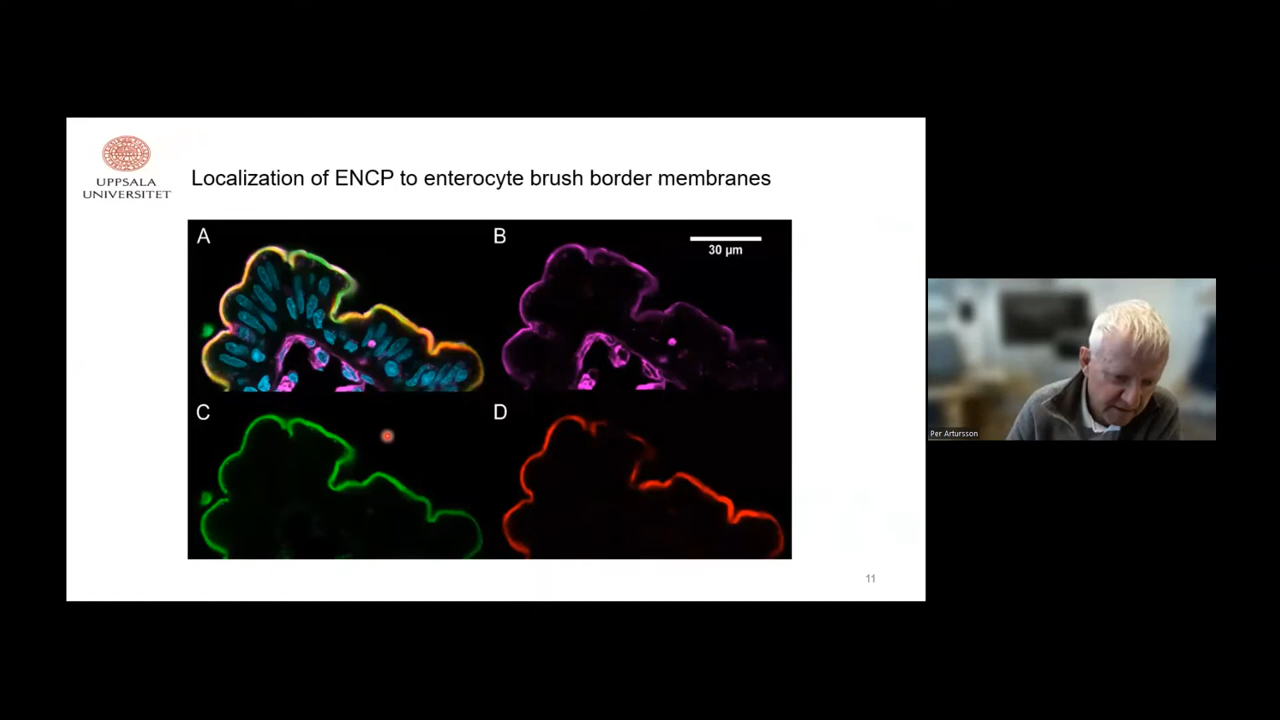 UPPSALA
UNIVERSITET
Localization of ENCP to enterocyte brush border membranes
A
B
30 µm
C
D
11
Per Artursson